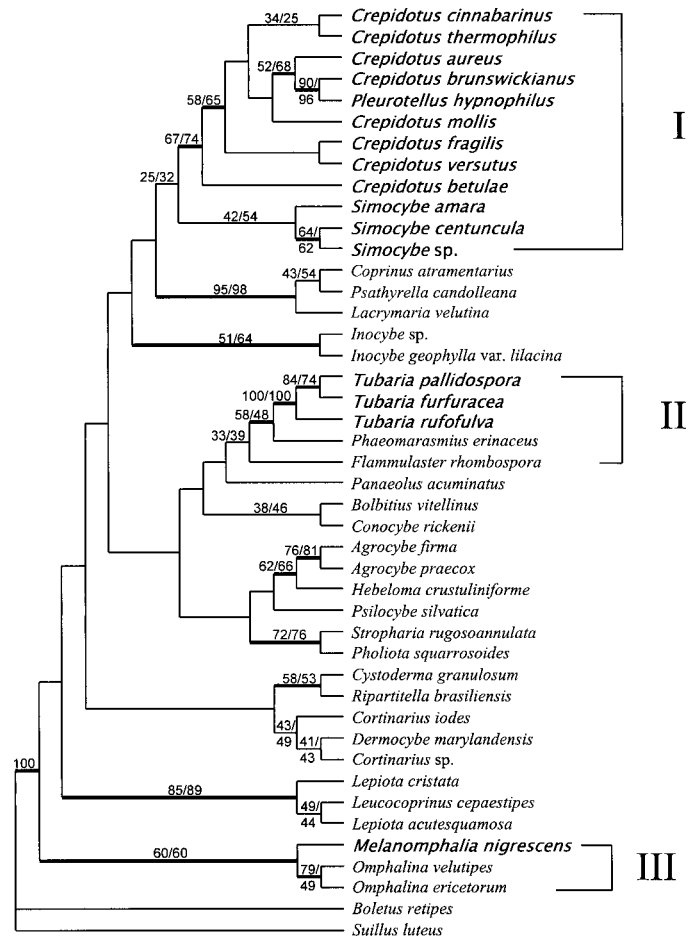 34/25
Crepidotus cinnabarinus
Crepidotus thermophilus
52/68
Crepidotus aureus
90/
96
Crepidotus brunswickianus
Pleurotellus hypnophilus
58/65
Crepidotus mollis
I
67/74
Crepidotus fragilis
Crepidotus versutus
25/32
Crepidotus betulae
42/54
Simocybe amara
64/
62
Simocybe centuncula
Simocybe sp.
43/54
Coprinus atramentarius
95/98
Psathyrella candolleana
Lacrymaria velutina
51/64
Inocybe sp.
Inocybe geophylla var. lilacina
84/74
Tubaria pallidospora
100/100
Tubaria furfuracea
II
58/48
Tubaria rufofulva
33/39
Phaeomarasmius erinaceus
Flammulaster rhombospora
Panaeolus acuminatus
38/46
Bolbitius vitellinus
Conocybe rickenii
76/81
Agrocybe firma
62/66
Agrocybe praecox
Hebeloma crustuliniforme
Psilocybe silvatica
72/76
Stropharia rugosoannulata
Pholiota squarrosoides
58/53
Cystoderma granulosum
Ripartitella brasiliensis
43/
49
Cortinarius iodes
41/
43
Dermocybe marylandensis
Cortinarius sp.
100
85/89
Lepiota cristata
49/
44
Leucocoprinus cepaestipes
Lepiota acutesquamosa
60/60
Melanomphalia nigrescens
79/
49
Omphalina velutipes
III
Omphalina ericetorum
Boletus retipes
Suillus luteus